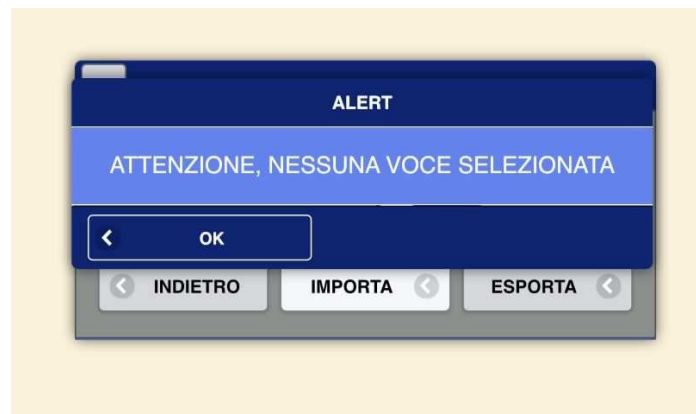 ALERT
ATTENZIONE, NESSUNA VOCE SELEZIONATA
OK
INDIETRO IMPORTA ESPORTA